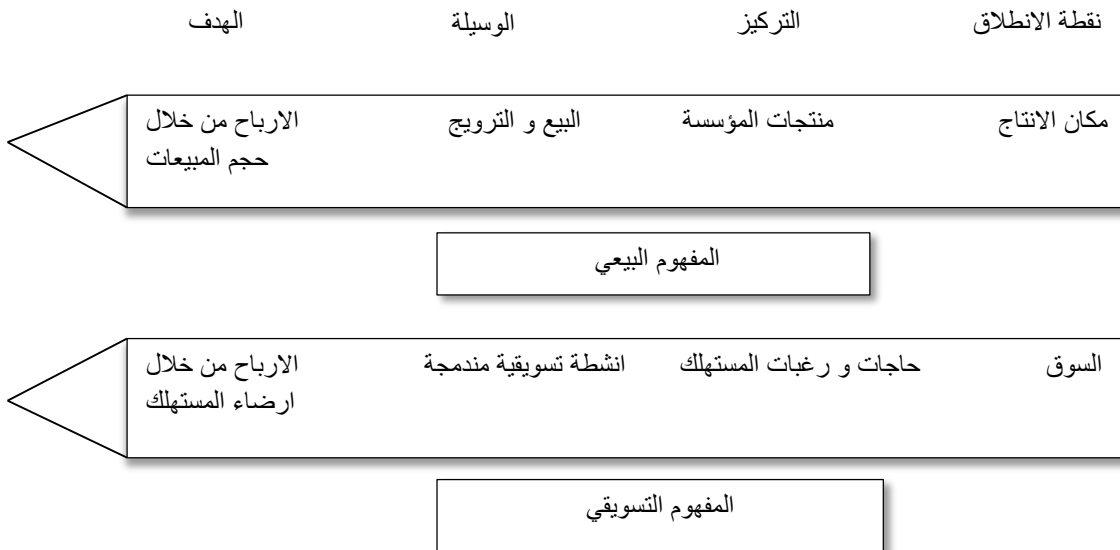 نقطة الانطلاق التركيز الوسيلة الهدف
مكان الانتاج منتجات المؤسسة البيع و الترويج الارباح من خلال
حجم المبيعات
المفهوم البيعي
السوق حاجات و رغبات المستهلك انشطة تسويقية مندمجة الارباح من خلال
ارضاء المستهلك
المفهوم التسويقي